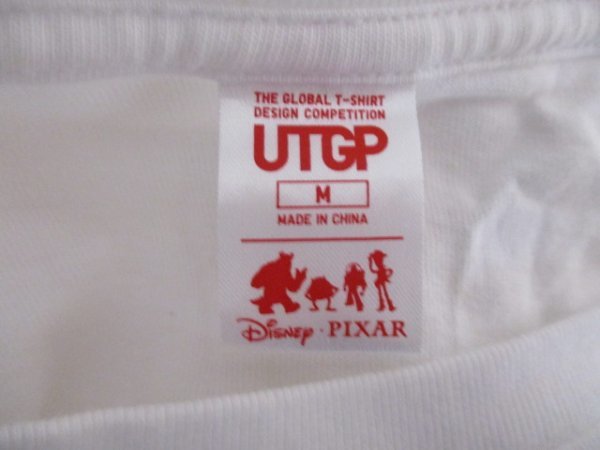 THE GLOBAL T-SHIRT
DESIGN COMPETITION
UTGP
M
MADE IN CHINA
Disney · PIXAR